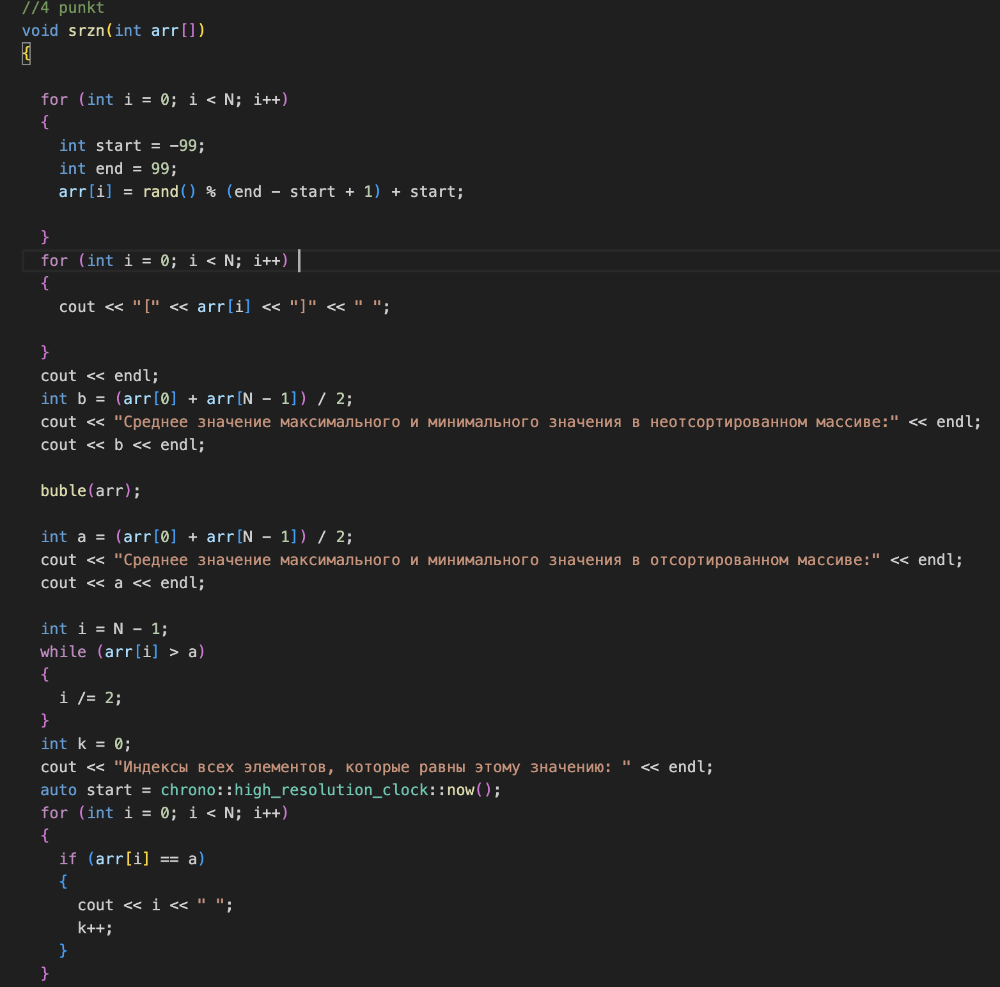 //4 punkt
void srzn(int arr[])
{
for (int i = 0; i < N; i++)
{
int start = -99;
int end = 99;
arr[i] = rand() % (end - start + 1) + start;
}
for (int i = 0; i < N; i++)
{
cout << "[" << arr[i] << "]" << " ";
}
cout << endl;
int b = (arr[0] + arr[N - 1]) / 2;
cout << "Среднее значение максимального и минимального значения в неотсортированном массиве:" << endl;
cout << b << endl;
buble(arr);
int a = (arr[0] + arr[N - 1]) / 2;
cout << "Среднее значение максимального и минимального значения в отсортированном массиве:" << endl;
cout << a << endl;
int i = N - 1;
while (arr[i] > a)
{
i /= 2;
}
int k = 0;
cout << "Индексы всех элементов, которые равны этому значению: " << endl;
auto start = chrono::high_resolution_clock::now();
for (int i = 0; i < N; i++)
{
if (arr[i] == a)
{
cout << i << " ";
k++;
}
}